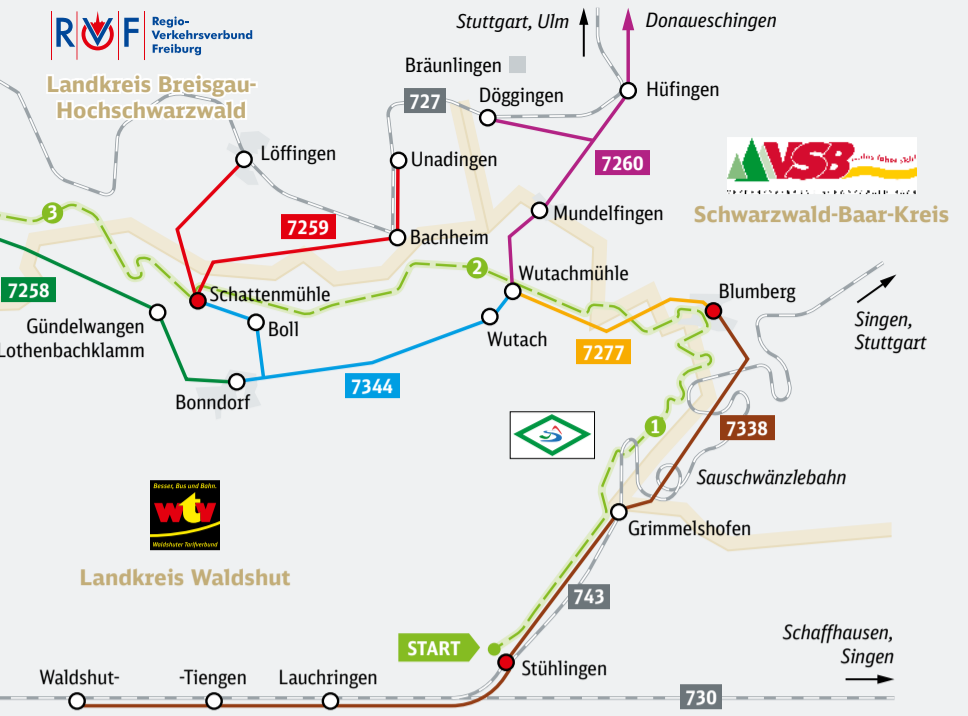 Stuttgart, Ulm
Donaueschingen
RVF
Regio-
Verkehrsverbund
Freiburg
Landkreis Breisgau-
Hochschwarzwald
Bräunlingen
727
Döggingen
Hüfingen
Löffingen
Unadingen
7260
VSB
Schwarzwald-Baar-Kreis
3
7259
Mundelfingen
Bachheim
2
Wutachmühle
7258
Schattenmühle
Blumberg
Gündelwangen
Lothenbachklamm
Boll
Wutach
7277
Singen,
Stuttgart
7344
Bonndorf
1
7338
Sauschwänzlebahn
Besser, Bus und Bahn.
wtv
Waldshuter Tarifverbund
Grimmelshofen
Landkreis Waldshut
743
START
Stühlingen
Schaffhausen,
Singen
Waldshut-
-Tiengen
Lauchringen
730